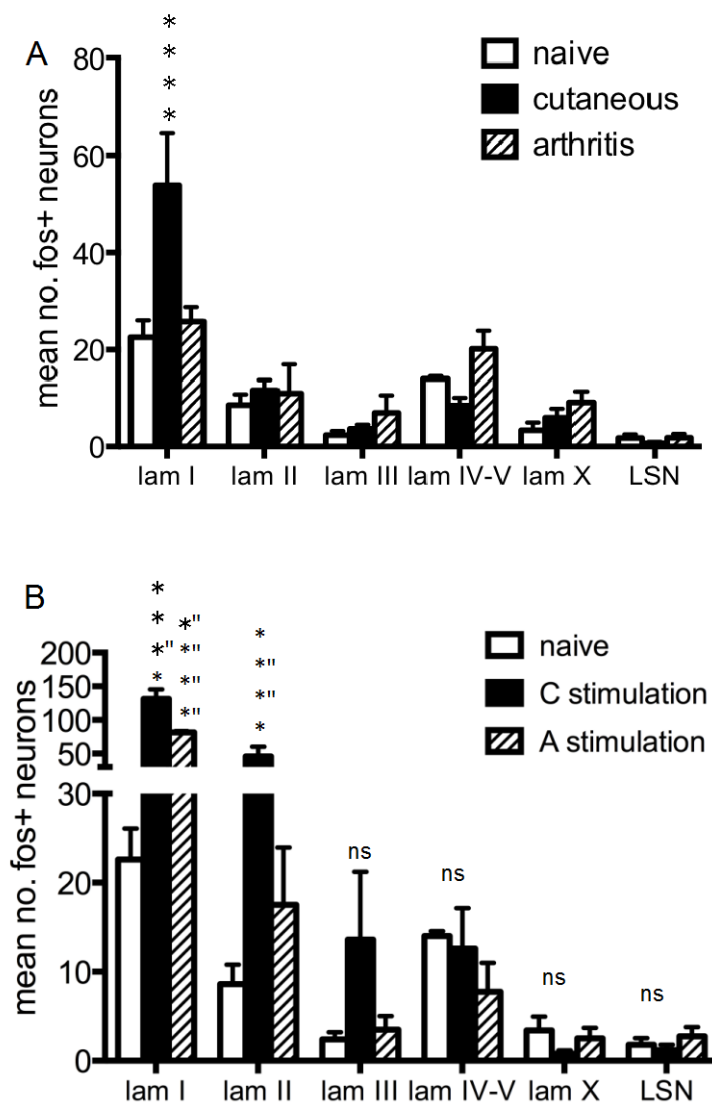 A
*
*
*
*
naive
cutaneous
arthritis
mean no. fos+ neurons
80
60
40
20
0
lam I lam II lam III lam IV-V lam X LSN
B
*
* *"
*" *"
* *"
*"
*
*"
*"
*
naive
C stimulation
A stimulation
mean no. fos+ neurons
200
150
100
50
30
20
10
0
ns
ns
ns
ns
lam I lam II lam III lam IV-V lam X LSN